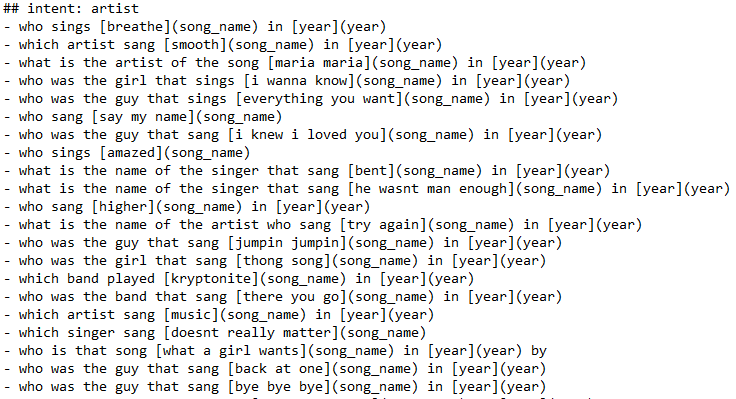 ## intent: artist
- who sings [breathe](song_name) in [year](year)
- which artist sang [smooth](song_name) in [year](year)
- what is the artist of the song [maria maria](song_name) in [year](year)
- who was the girl that sings [i wanna know](song_name) in [year](year)
- who was the guy that sings [everything you want](song_name) in [year](year)
- who sang [say my name](song_name)
- who was the guy that sang [i knew i loved you](song_name) in [year](year)
- who sings [amazed](song_name)
- what is the name of the singer that sang [bent](song_name) in [year](year)
- what is the name of the singer that sang [he wasnt man enough](song_name) in [year](year)
- who sang [higher](song_name) in [year](year)
- what is the name of the artist who sang [try again](song_name) in [year](year)
- who was the guy that sang [jumpin jumpin](song_name) in [year](year)
- who was the girl that sang [thong song](song_name) in [year](year)
- which band played [kryptonite](song_name) in [year](year)
- who was the band that sang [there you go](song_name) in [year](year)
- which artist sang [music](song_name) in [year](year)
- which singer sang [doesnt really matter](song_name)
- who is that song [what a girl wants](song_name) in [year](year) by
- who was the guy that sang [back at one](song_name) in [year](year)
- who was the guy that sang [bye bye bye](song_name) in [year](year)